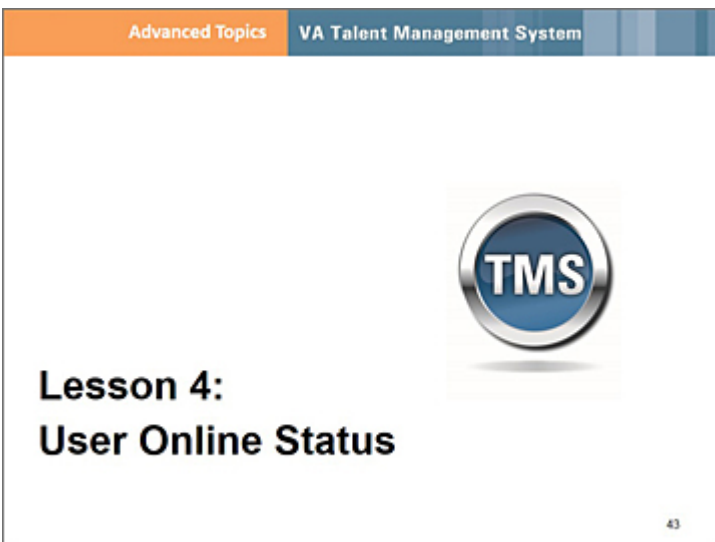 Advanced Topics VA Talent Management System
TMS
Lesson 4:
User Online Status
43